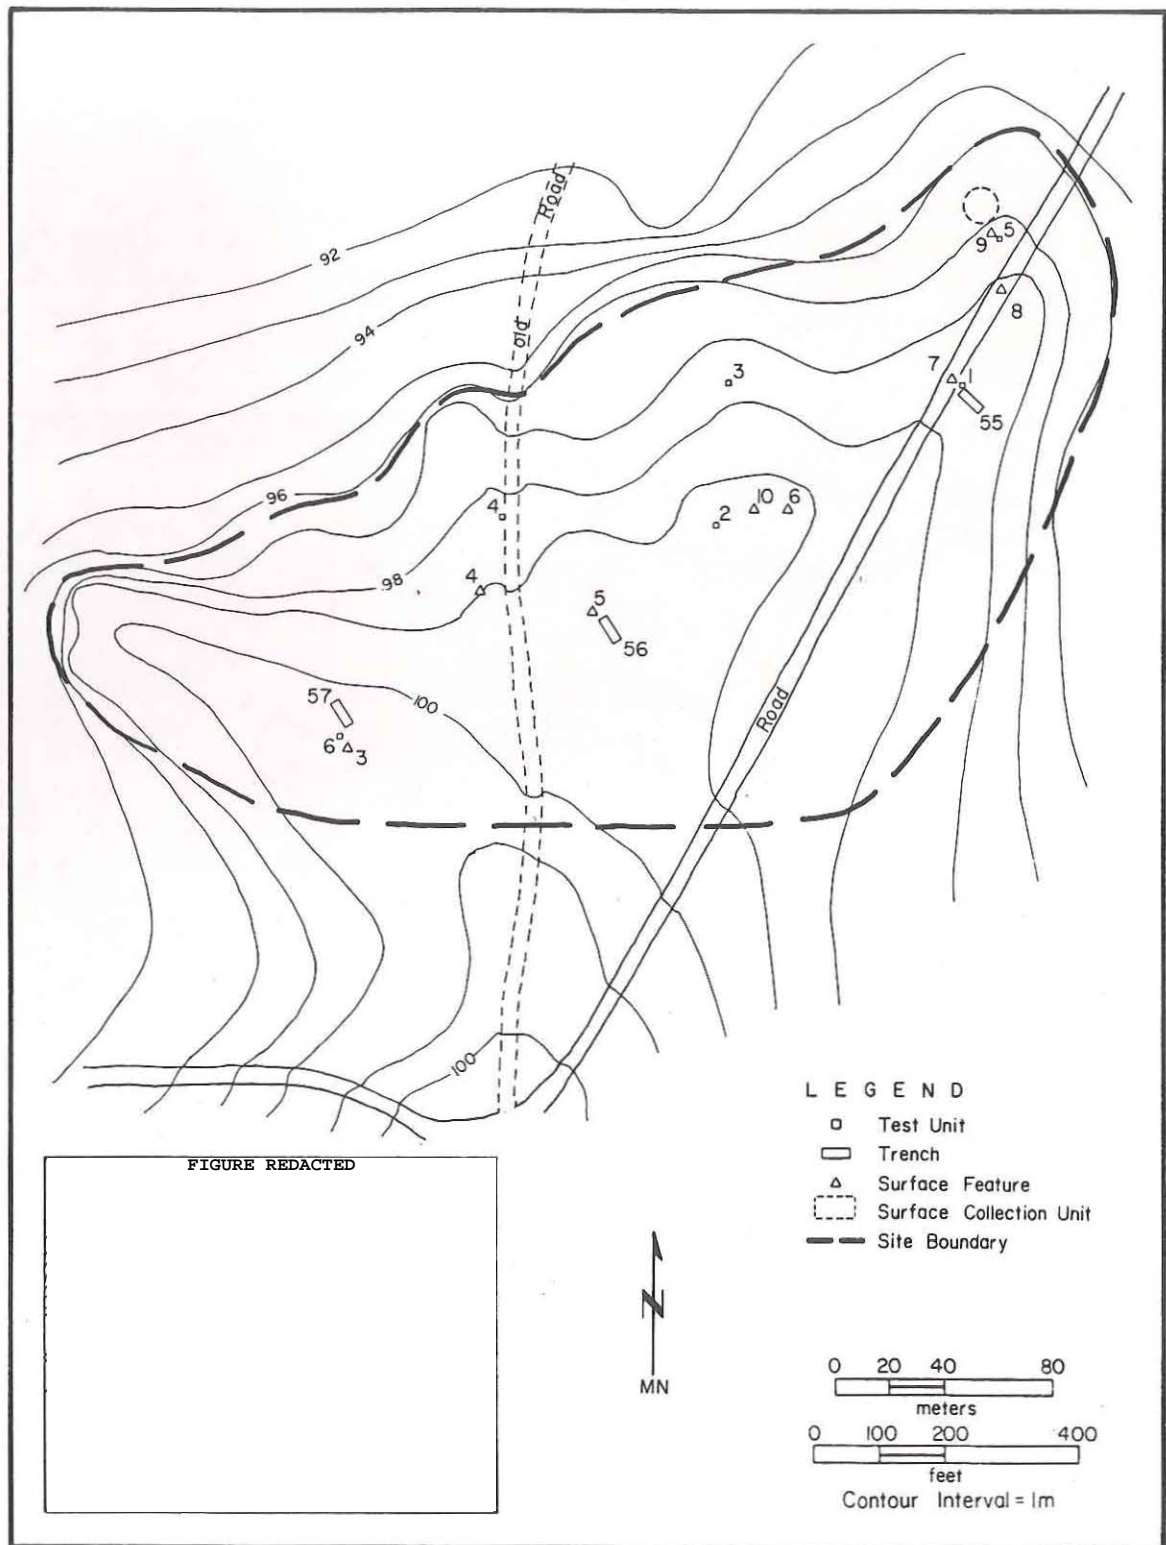 Road
92
5
9
old
94
8
3
7
1
55
96
4
10
6
2
98
4
5
56
57
100
6
3
Road
100
LEGEND
Test Unit
Trench
Surface Feature
Surface Collection Unit
Site Boundary
FIGURE REDACTED
N
MN
0 20 40 80
meters
0 100 200 400
feet
Contour Interval = 1m